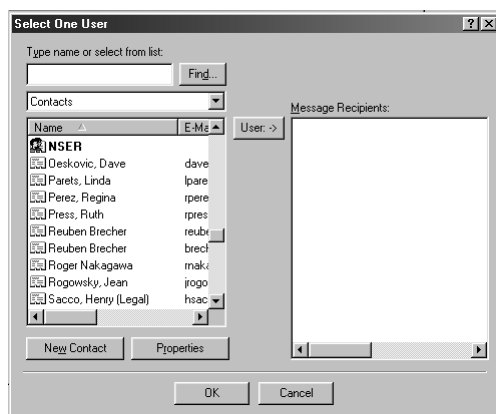 Select One User
Type name or select from list:
Find...
Contacts
Message Recipients:
Name E-Ma
User: ->
NSER
Oeskovic, Dave dave
Parets, Linda lpare
Perez, Regina rpere
Press, Ruth rpres
Reuben Brecher reube
Reuben Brecher brech
Roger Nakagawa rnaka
Rogowsky, Jean jrogo
Sacco, Henry (Legal) hsac
New Contact Properties
OK Cancel